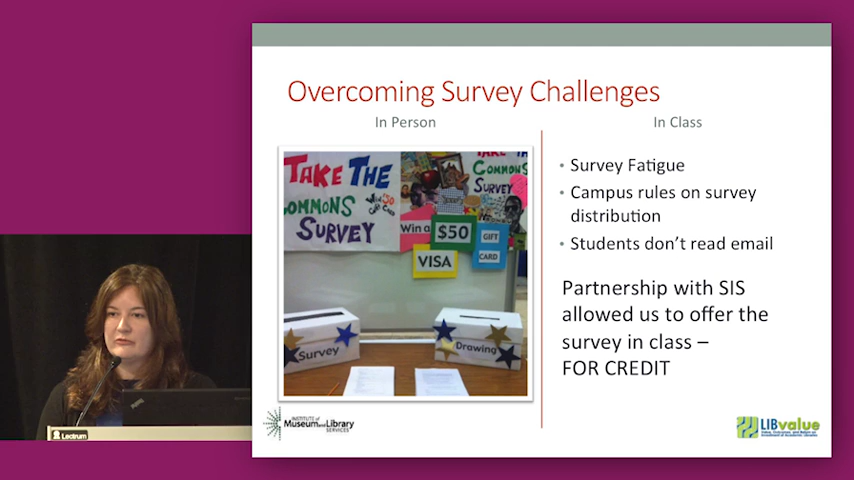 Overcoming Survey Challenges
In Person
In Class
TAKE THE
COMMONS
SURVEY
TAKE THE
COMMONS
SURVEY
Win a
$50
GIFT
CARD
VISA
Survey
Drawing
• Survey Fatigue
• Campus rules on survey
distribution
• Students don't read email
Partnership with SIS
allowed us to offer the
survey in class –
FOR CREDIT
INSTITUTE of
Museum and Library
SERVICES
LIBvalue
Lectrum